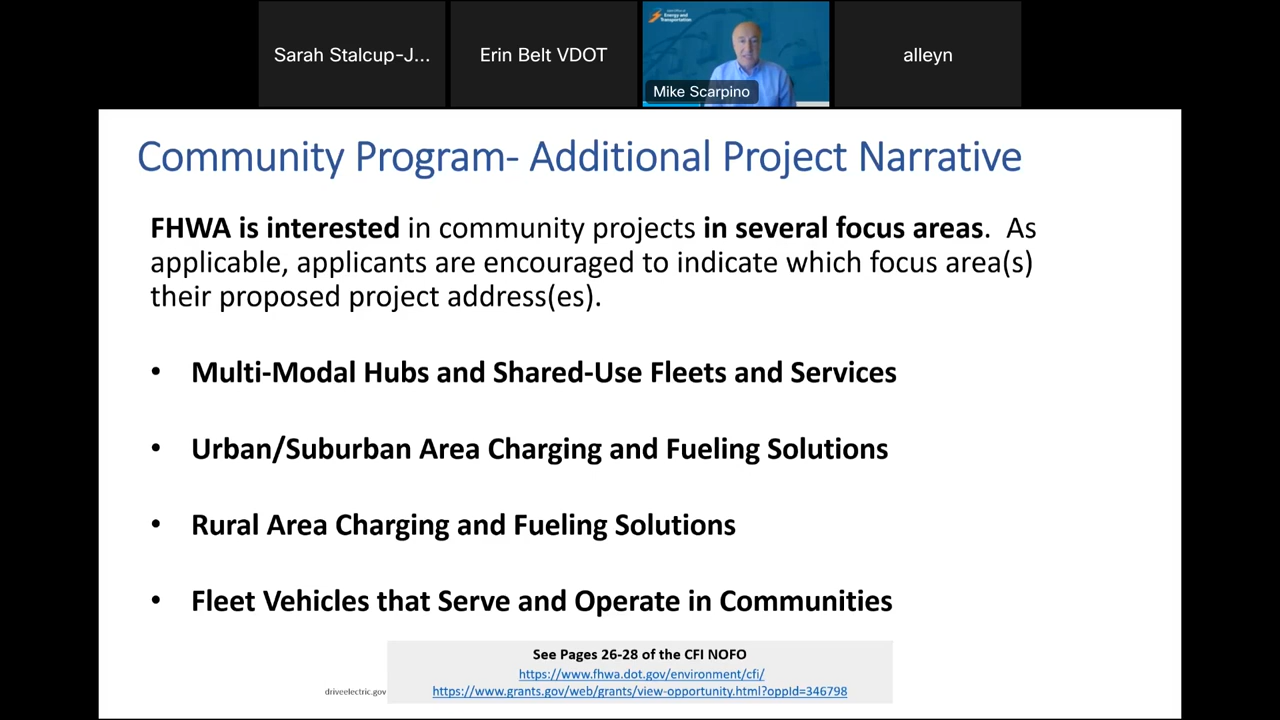 Sarah Stalcup-J...
Erin Belt VDOT
Energy and
Transportation
Mike Scarpino
alleyn
Community Program- Additional Project Narrative
FHWA is interested in community projects in several focus areas. As
applicable, applicants are encouraged to indicate which focus area(s)
their proposed project address(es).
• Multi-Modal Hubs and Shared-Use Fleets and Services
• Urban/Suburban Area Charging and Fueling Solutions
• Rural Area Charging and Fueling Solutions
• Fleet Vehicles that Serve and Operate in Communities
See Pages 26-28 of the CFI NOFO
https://www.fhwa.dot.gov/environment/cfi/
driveelectric.gov
https://www.grants.gov/web/grants/view-opportunity.html?oppId=346798